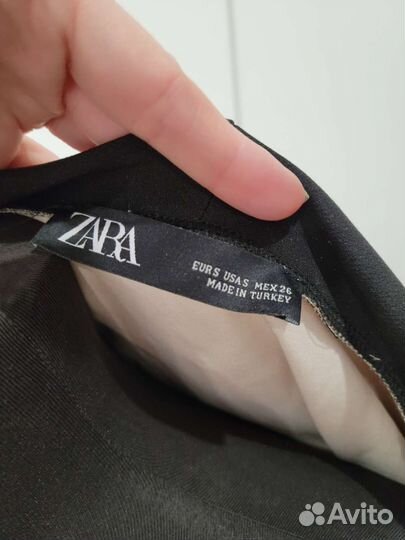 ZARA
EUR S USA S MEX 26
MADE IN TURKEY
Avito